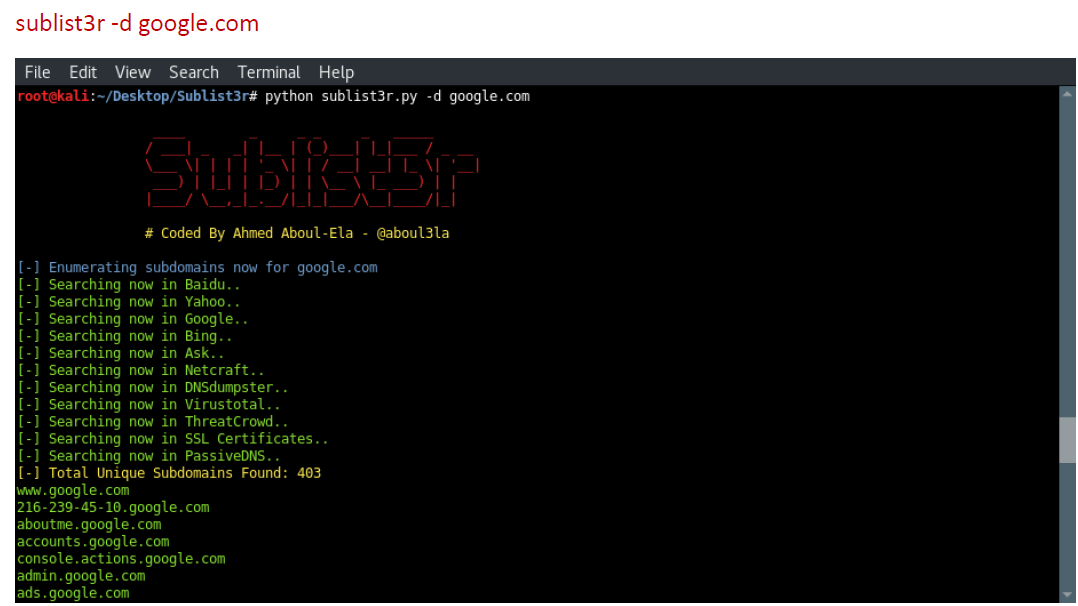 sublist3r -d google.com
File Edit View Search Terminal Help
root@kali:~/Desktop/Sublist3r# python sublist3r.py -d google.com
Sublist3r
# Coded By Ahmed Aboul-Ela - @aboul3la
[-] Enumerating subdomains now for google.com
[-] Searching now in Baidu..
[-] Searching now in Yahoo..
[-] Searching now in Google..
[-] Searching now in Bing..
[-] Searching now in Ask..
[-] Searching now in Netcraft..
[-] Searching now in DNSdumpster..
[-] Searching now in Virustotal..
[-] Searching now in ThreatCrowd..
[-] Searching now in SSL Certificates..
[-] Searching now in PassiveDNS..
[-] Total Unique Subdomains Found: 403
www.google.com
216-239-45-10.google.com
aboutme.google.com
accounts.google.com
console.actions.google.com
admin.google.com
ads.google.com